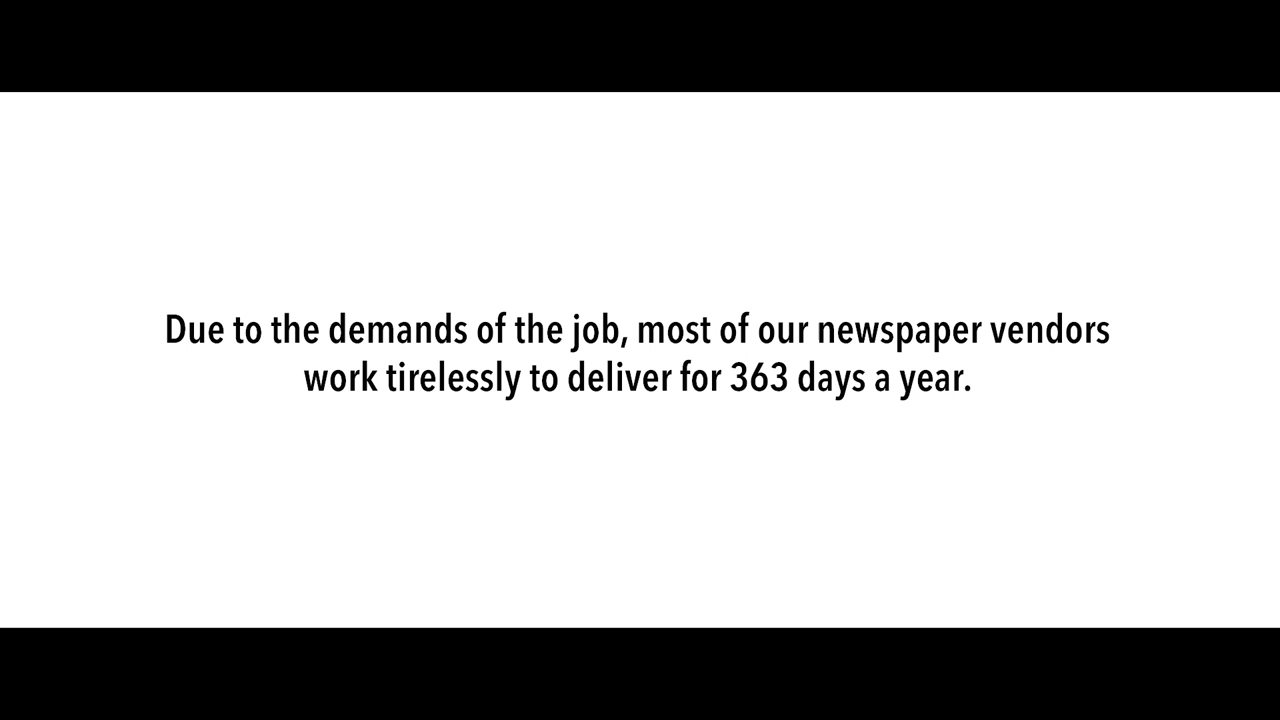 Due to the demands of the job, most of our newspaper vendors
work tirelessly to deliver for 363 days a year.